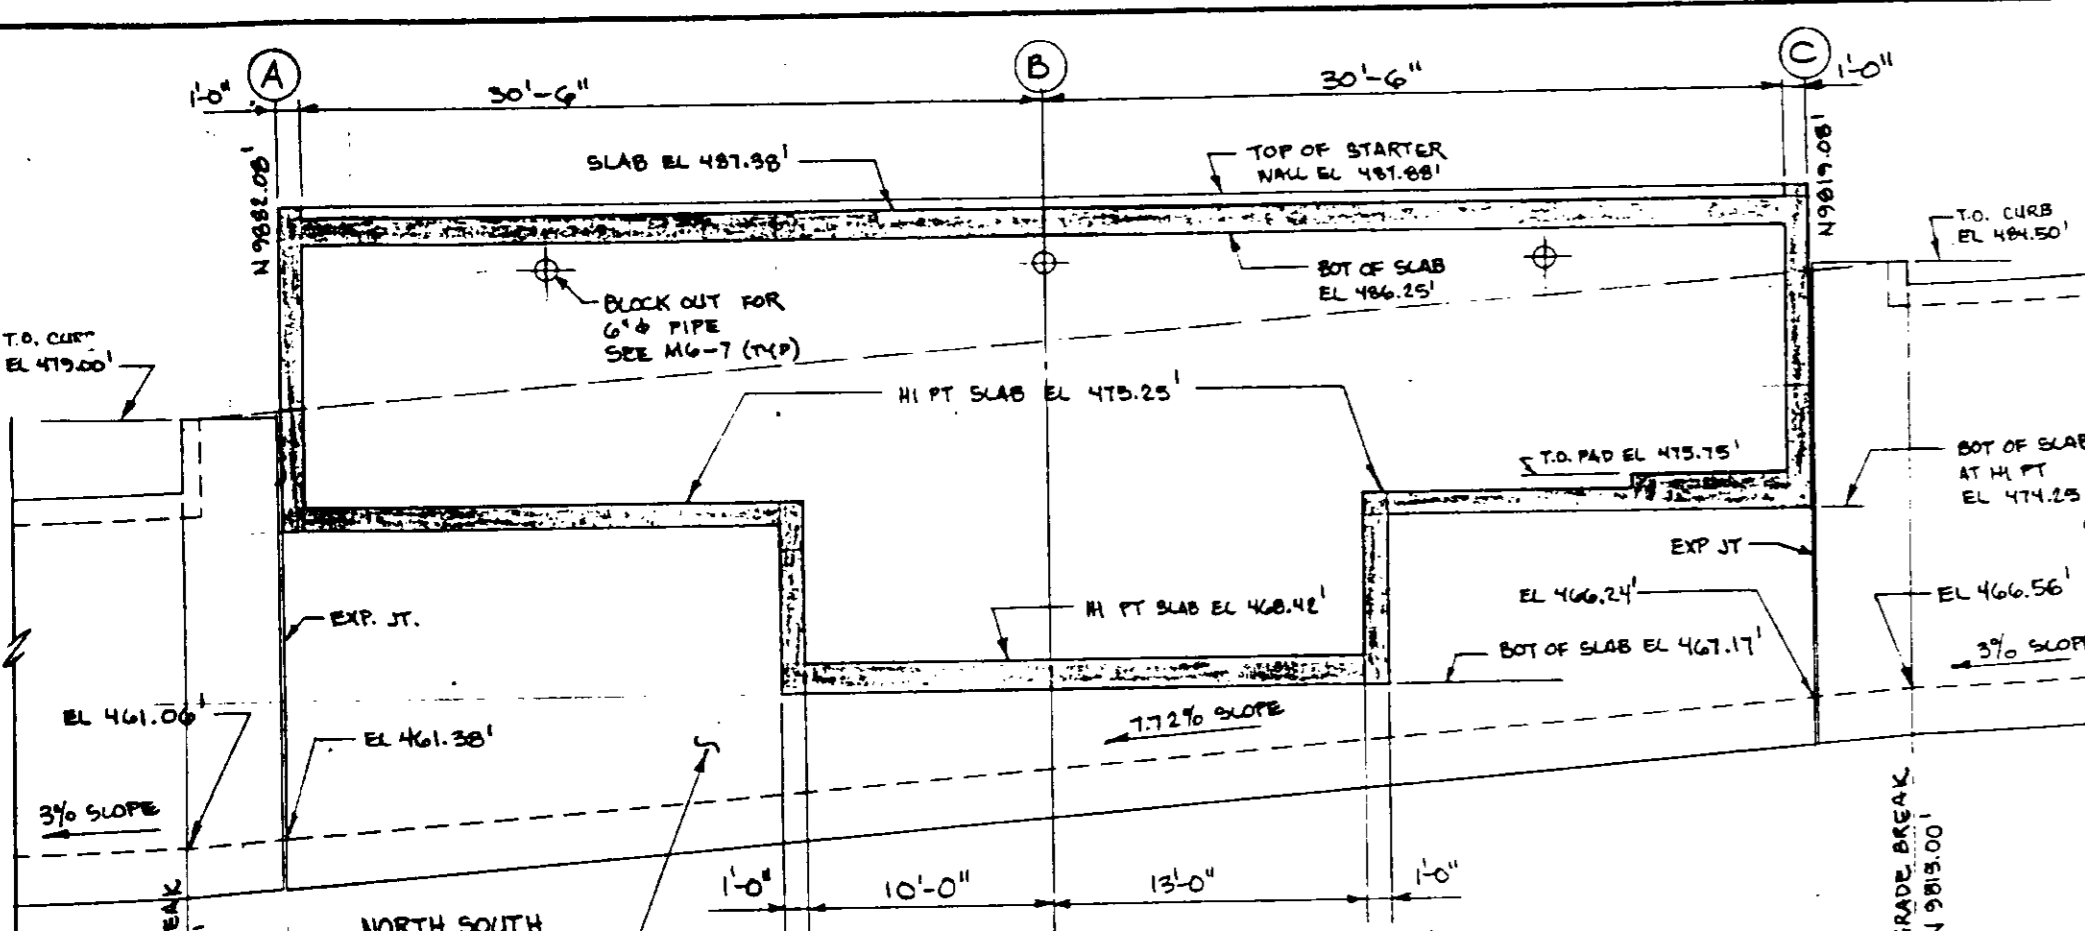 A
B
C
1'-0"
30'-6"
30'-6"
1'-0"
N 9882.08'
SLAB EL 487.38'
TOP OF STARTER
WALL EL 487.88'
N 9819.08'
T.O. CURB
EL 484.50'
BOT OF SLAB
EL 486.25'
BLOCK OUT FOR
6"ϕ PIPE
SEE M6-7 (TYP)
T.O. CURB
EL 479.00'
HI PT SLAB EL 475.25'
T.O. PAD EL 475.75'
BOT OF SLAB
AT HI PT
EL 474.25
EXP JT
EXP. JT.
HI PT SLAB EL 468.42'
EL 466.24'
EL 466.56'
BOT OF SLAB EL 467.17'
3% SLOPE
EL 461.06'
EL 461.38'
7.72% SLOPE
3% SLOPE
1'-0"
10'-0"
13'-0"
1'-0"
GRADE BREAK
N 9813.00'
EAK
NORTH SOUTH